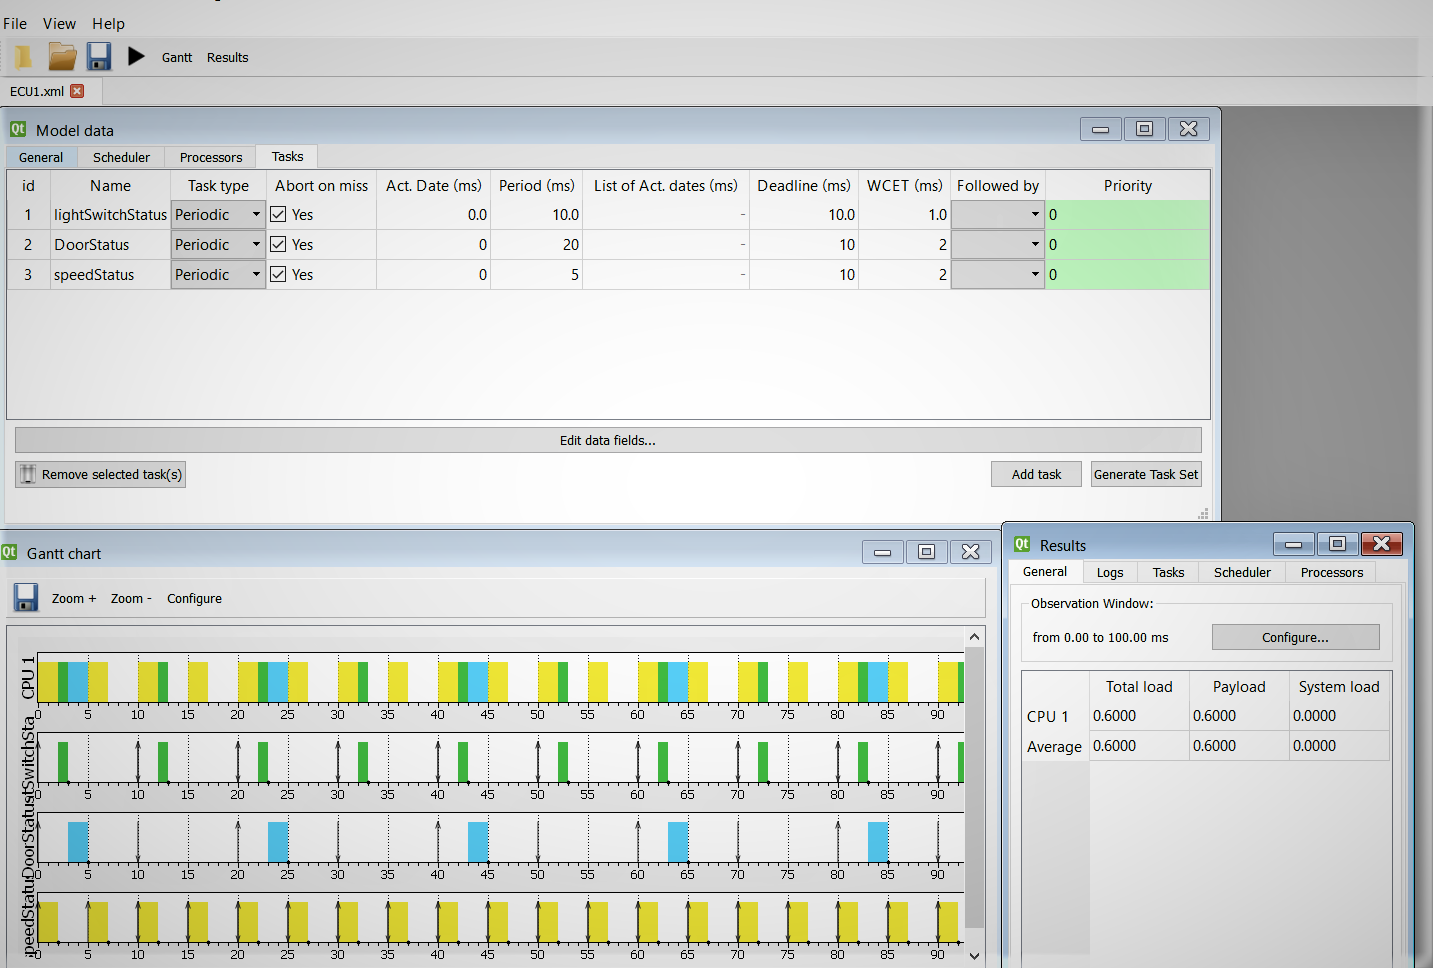 File View Help
Gantt Results
ECU1.xml
Qt Model data
General Scheduler Processors Tasks
id Name Task type Abort on miss Act. Date (ms) Period (ms) List of Act. dates (ms) Deadline (ms) WCET (ms) Followed by Priority
1 lightSwitchStatus Periodic Yes 0.0 10.0 - 10.0 1.0 0
2 DoorStatus Periodic Yes 0 20 - 10 2 0
3 speedStatus Periodic Yes 0 5 - 10 2 0
Edit data fields...
Remove selected task(s) Add task Generate Task Set
Qt Gantt chart
Zoom + Zoom - Configure
CPU 1
0 5 10 15 20 25 30 35 40 45 50 55 60 65 70 75 80 85 90
tSwitchSta
0 5 10 15 20 25 30 35 40 45 50 55 60 65 70 75 80 85 90
DoorStatus
0 5 10 15 20 25 30 35 40 45 50 55 60 65 70 75 80 85 90
peedStatu
0 5 10 15 20 25 30 35 40 45 50 55 60 65 70 75 80 85 90
Qt Results
General Logs Tasks Scheduler Processors
Observation Window:
from 0.00 to 100.00 ms Configure...
Total load Payload System load
CPU 1 0.6000 0.6000 0.0000
Average 0.6000 0.6000 0.0000